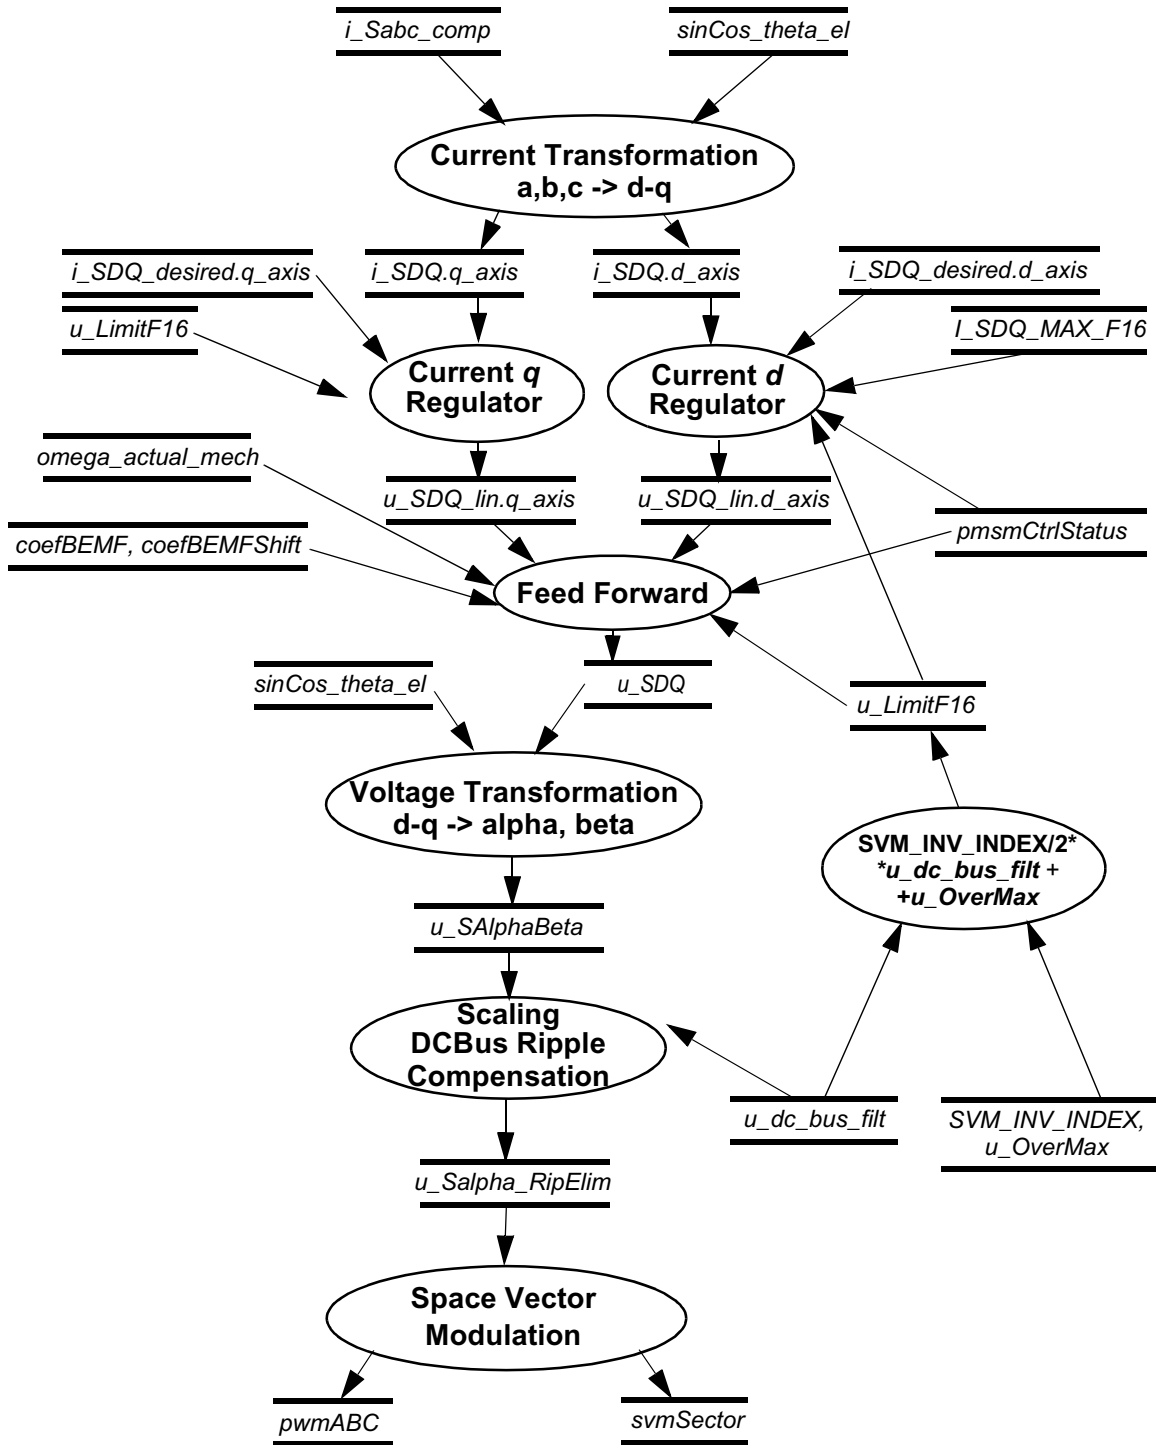 i_Sabc_comp
sinCos_theta_el
Current Transformation
a,b,c -> d-q
i_SDQ_desired.q_axis
i_SDQ.q_axis
i_SDQ.d_axis
i_SDQ_desired.d_axis
u_LimitF16
I_SDQ_MAX_F16
Current q
Regulator
Current d
Regulator
omega_actual_mech
u_SDQ_lin.q_axis
u_SDQ_lin.d_axis
coefBEMF, coefBEMFShift
pmsmCtrlStatus
Feed Forward
sinCos_theta_el
u_SDQ
u_LimitF16
Voltage Transformation
d-q -> alpha, beta
SVM_INV_INDEX/2*
*u_dc_bus_filt +
+u_OverMax
u_SAlphaBeta
Scaling
DCBus Ripple
Compensation
u_dc_bus_filt
SVM_INV_INDEX,
u_OverMax
u_Salpha_RipElim
Space Vector
Modulation
pwmABC
svmSector